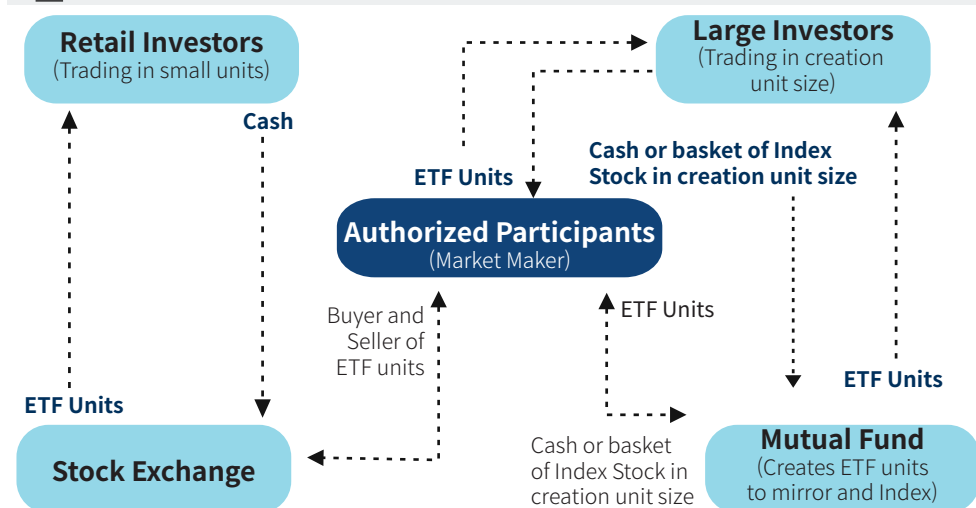 Retail Investors
(Trading in small units)
Large Investors
(Trading in creation
unit size)
Cash
ETF Units
Cash or basket of Index
Stock in creation unit size
Authorized Participants
(Market Maker)
Buyer and
Seller of
ETF units
ETF Units
ETF Units
ETF Units
Stock Exchange
Cash or basket
of Index Stock in
creation unit size
Mutual Fund
(Creates ETF units
to mirror and Index)